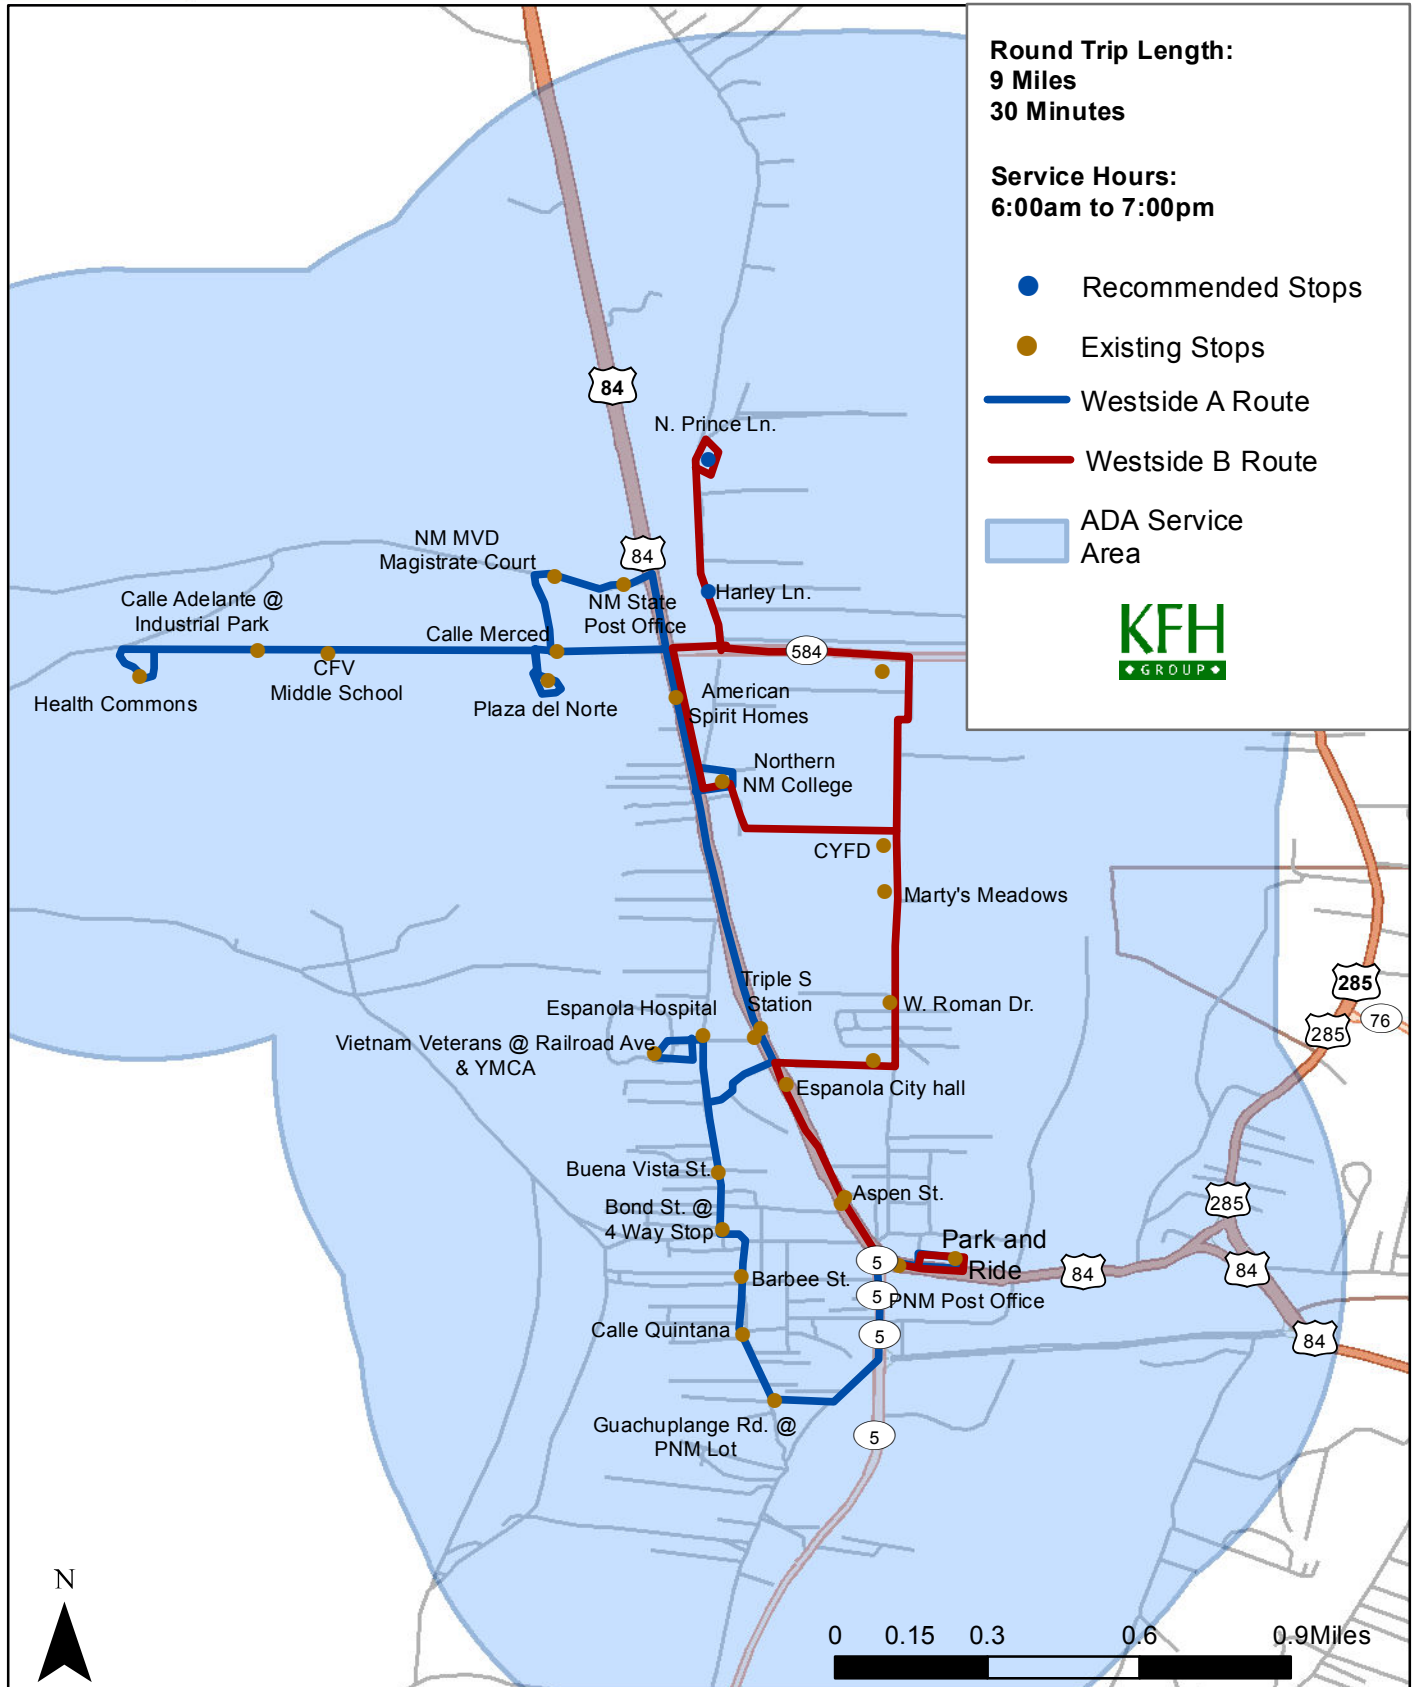 Round Trip Length:
9 Miles
30 Minutes
Service Hours:
6:00am to 7:00pm
Recommended Stops
Existing Stops
Westside A Route
Westside B Route
ADA Service
Area
KFH
GROUP
84
N. Prince Ln.
84
NM MVD
Magistrate Court
Harley Ln.
NM State
Post Office
Calle Adelante @
Industrial Park
Calle Merced
584
CFV
Middle School
Health Commons
Plaza del Norte
American
Spirit Homes
Northern
NM College
CYFD
Marty's Meadows
Triple S
Station
285
76
285
W. Roman Dr.
Espanola Hospital
Vietnam Veterans @ Railroad Ave
& YMCA
Espanola City hall
Buena Vista St.
Aspen St.
285
Bond St. @
4 Way Stop
Park and
Ride
5
84
84
Barbee St.
5
PNM Post Office
Calle Quintana
5
84
Guachuplange Rd. @
PNM Lot
5
N
0 0.15 0.3 0.6 0.9Miles